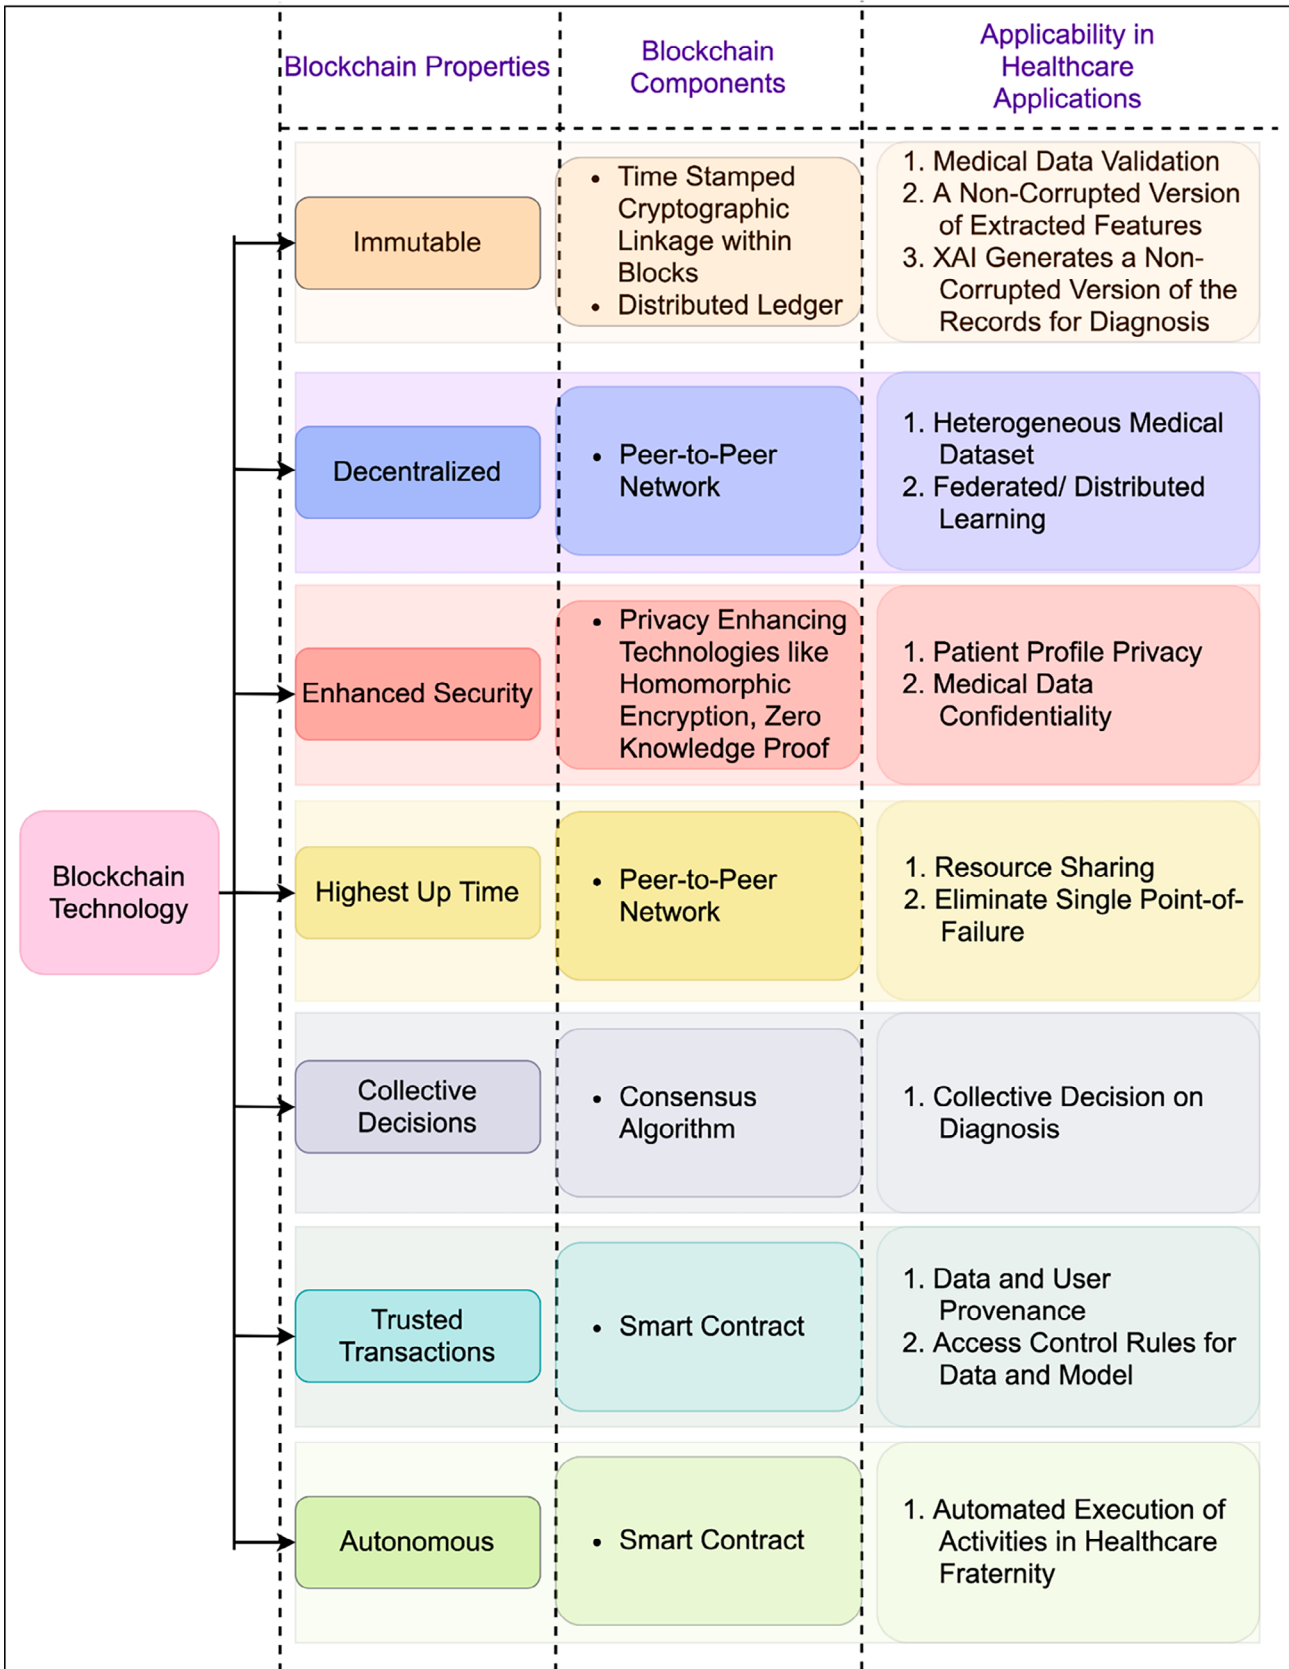 Blockchain Properties
Blockchain
Components
Applicability in
Healthcare
Applications
Immutable
• Time Stamped
Cryptographic
Linkage within
Blocks
• Distributed Ledger
1. Medical Data Validation
2. A Non-Corrupted Version
of Extracted Features
3. XAI Generates a Non-
Corrupted Version of the
Records for Diagnosis
Decentralized
• Peer-to-Peer
Network
1. Heterogeneous Medical
Dataset
2. Federated/ Distributed
Learning
Enhanced Security
• Privacy Enhancing
Technologies like
Homomorphic
Encryption, Zero
Knowledge Proof
1. Patient Profile Privacy
2. Medical Data
Confidentiality
Blockchain
Technology
Highest Up Time
• Peer-to-Peer
Network
1. Resource Sharing
2. Eliminate Single Point-of-
Failure
Collective
Decisions
• Consensus
Algorithm
1. Collective Decision on
Diagnosis
Trusted
Transactions
• Smart Contract
1. Data and User
Provenance
2. Access Control Rules for
Data and Model
Autonomous
• Smart Contract
1. Automated Execution of
Activities in Healthcare
Fraternity